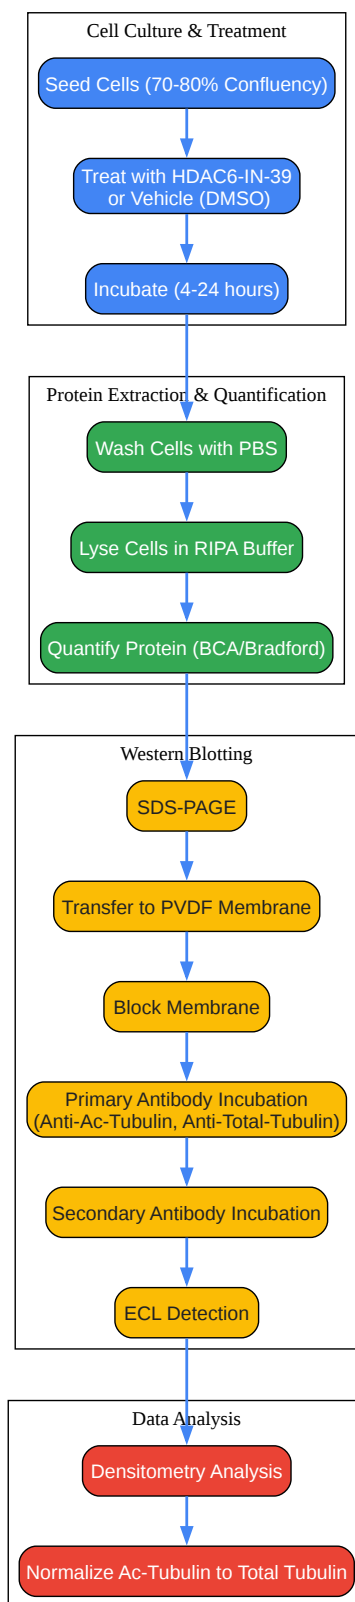 Cell Culture & Treatment
Seed Cells (70-80% Confluency)
Treat with HDAC6-IN-39
or Vehicle (DMSO)
Incubate (4-24 hours)
Protein Extraction & Quantification
Wash Cells with PBS
Lyse Cells in RIPA Buffer
Quantify Protein (BCA/Bradford)
Western Blotting
SDS-PAGE
Transfer to PVDF Membrane
Block Membrane
Primary Antibody Incubation
(Anti-Ac-Tubulin, Anti-Total-Tubulin)
Secondary Antibody Incubation
ECL Detection
Data Analysis
Densitometry Analysis
Normalize Ac-Tubulin to Total Tubulin